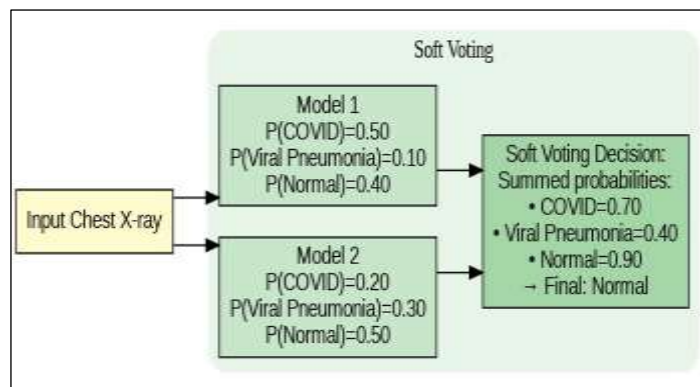 Soft Voting
Input Chest X-ray
Model 1
P(COVID)=0.50
P(Viral Pneumonia)=0.10
P(Normal)=0.40
Model 2
P(COVID)=0.20
P(Viral Pneumonia)=0.30
P(Normal)=0.50
Soft Voting Decision:
Summed probabilities:
• COVID=0.70
• Viral Pneumonia=0.40
• Normal=0.90
→ Final: Normal